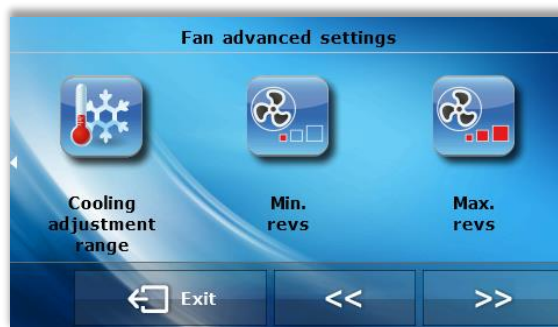 Fan advanced settings
Cooling
adjustment
range
Min.
revs
Max.
revs
Exit
<<
>>